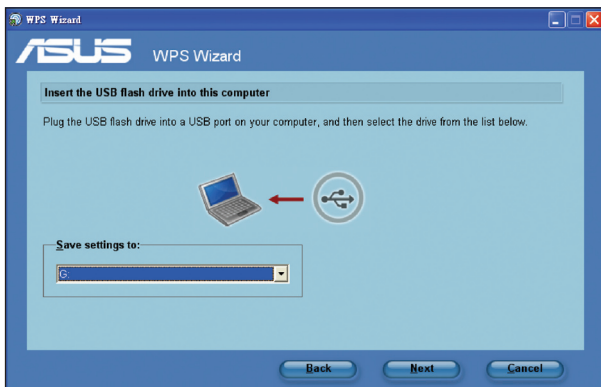 WPS Wizard
ASUS WPS Wizard
Insert the USB flash drive into this computer
Plug the USB flash drive into a USB port on your computer, and then select the drive from the list below.
Save settings to:
G:
Back Next Cancel